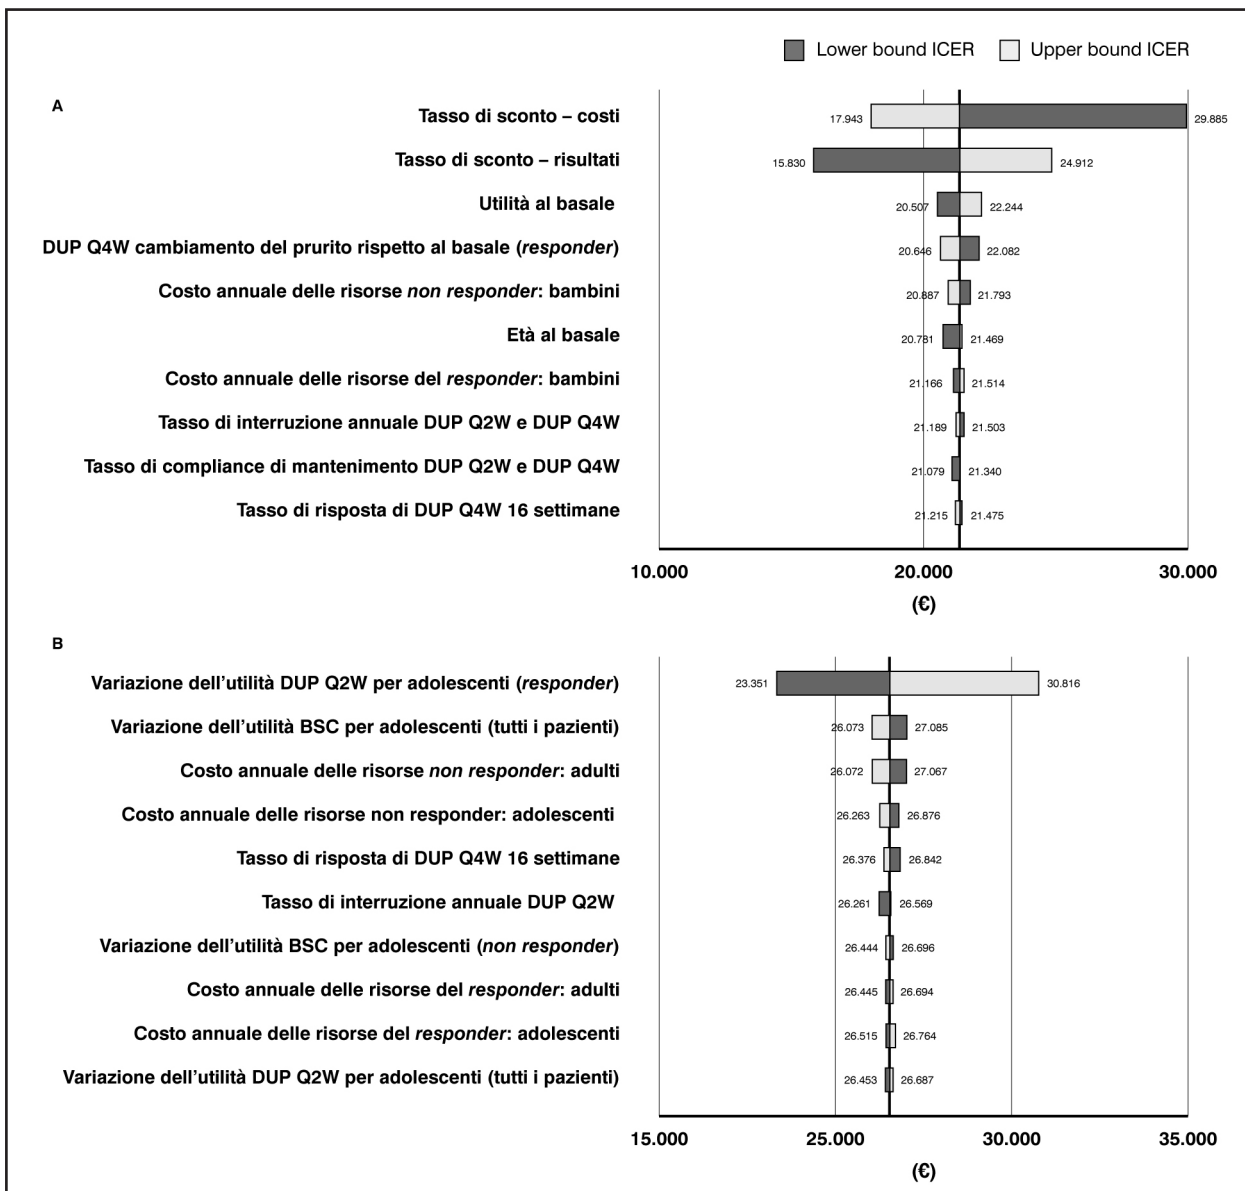 Lower bound ICER Upper bound ICER
A
Tasso di sconto – costi 17.943 29.885
Tasso di sconto – risultati 15.830 24.912
Utilità al basale 20.507 22.244
DUP Q4W cambiamento del prurito rispetto al basale (responder) 20.646 22.082
Costo annuale delle risorse non responder: bambini 20.887 21.793
Età al basale 20.781 21.469
Costo annuale delle risorse del responder: bambini 21.166 21.514
Tasso di interruzione annuale DUP Q2W e DUP Q4W 21.189 21.503
Tasso di compliance di mantenimento DUP Q2W e DUP Q4W 21.079 21.340
Tasso di risposta di DUP Q4W 16 settimane 21.215 21.475
10.000 20.000 30.000
(€)
B
Variazione dell'utilità DUP Q2W per adolescenti (responder) 23.351 30.816
Variazione dell'utilità BSC per adolescenti (tutti i pazienti) 26.073 27.085
Costo annuale delle risorse non responder: adulti 26.072 27.067
Costo annuale delle risorse non responder: adolescenti 26.263 26.876
Tasso di risposta di DUP Q4W 16 settimane 26.376 26.842
Tasso di interruzione annuale DUP Q2W 26.261 26.569
Variazione dell'utilità BSC per adolescenti (non responder) 26.444 26.696
Costo annuale delle risorse del responder: adulti 26.445 26.694
Costo annuale delle risorse del responder: adolescenti 26.515 26.764
Variazione dell'utilità DUP Q2W per adolescenti (tutti i pazienti) 26.453 26.687
15.000 25.000 30.000 35.000
(€)